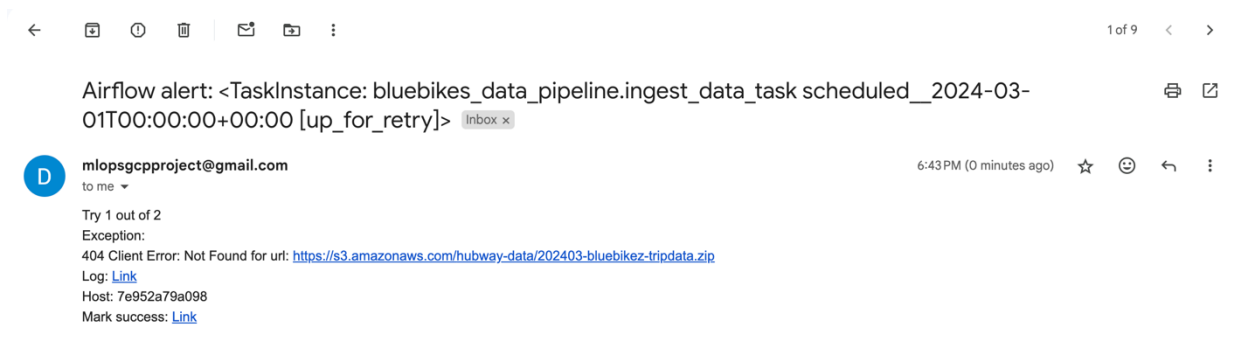 1 of 9
Airflow alert: <TaskInstance: bluebikes_data_pipeline.ingest_data_task scheduled__2024-03-
01T00:00:00+00:00 [up_for_retry]> Inbox ×
D
mlopsgcpproject@gmail.com
6:43 PM (0 minutes ago)
to me
Try 1 out of 2
Exception:
404 Client Error: Not Found for url: https://s3.amazonaws.com/hubway-data/202403-bluebikez-tripdata.zip
Log: Link
Host: 7e952a79a098
Mark success: Link